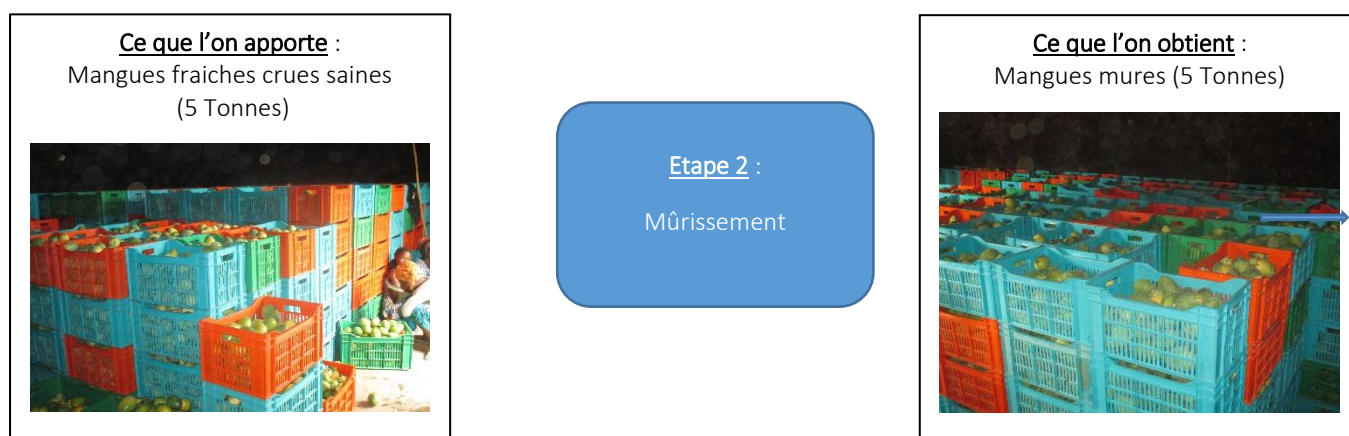 Ce que l’on apporte :
Mangues fraiches crues saines
(5 Tonnes)
Etape 2 :
Mûrissement
Ce que l’on obtient :
Mangues mures (5 Tonnes)